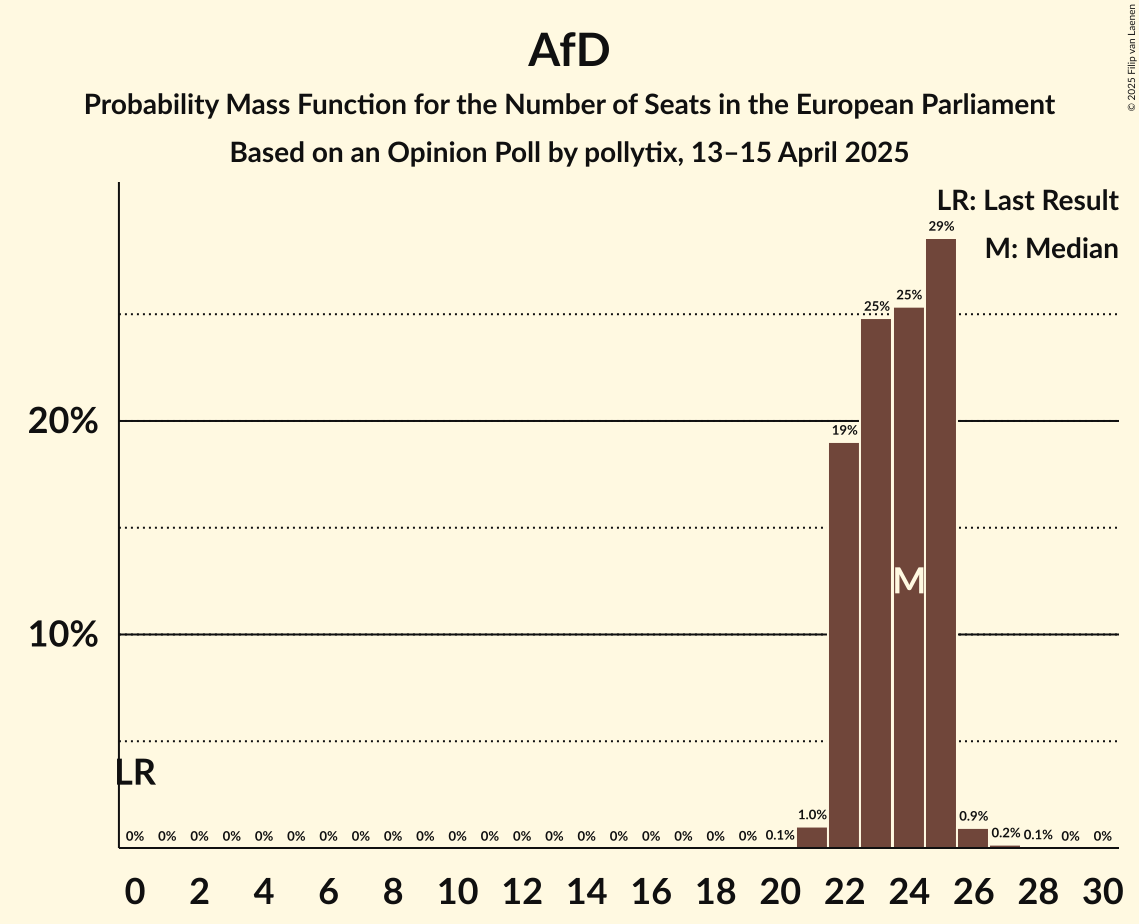 AfD
Probability Mass Function for the Number of Seats in the European Parliament
Based on an Opinion Poll by pollytix, 13–15 April 2025
© 2025 Filip van Laenen
LR: Last Result
M: Median
29%
25%
25%
20%
19%
M
10%
LR
0% 0% 0% 0% 0% 0% 0% 0% 0% 0% 0% 0% 0% 0% 0% 0% 0% 0% 0% 0% 0.1% 1.0% 0.9% 0.2% 0.1% 0% 0%
0 2 4 6 8 10 12 14 16 18 20 22 24 26 28 30